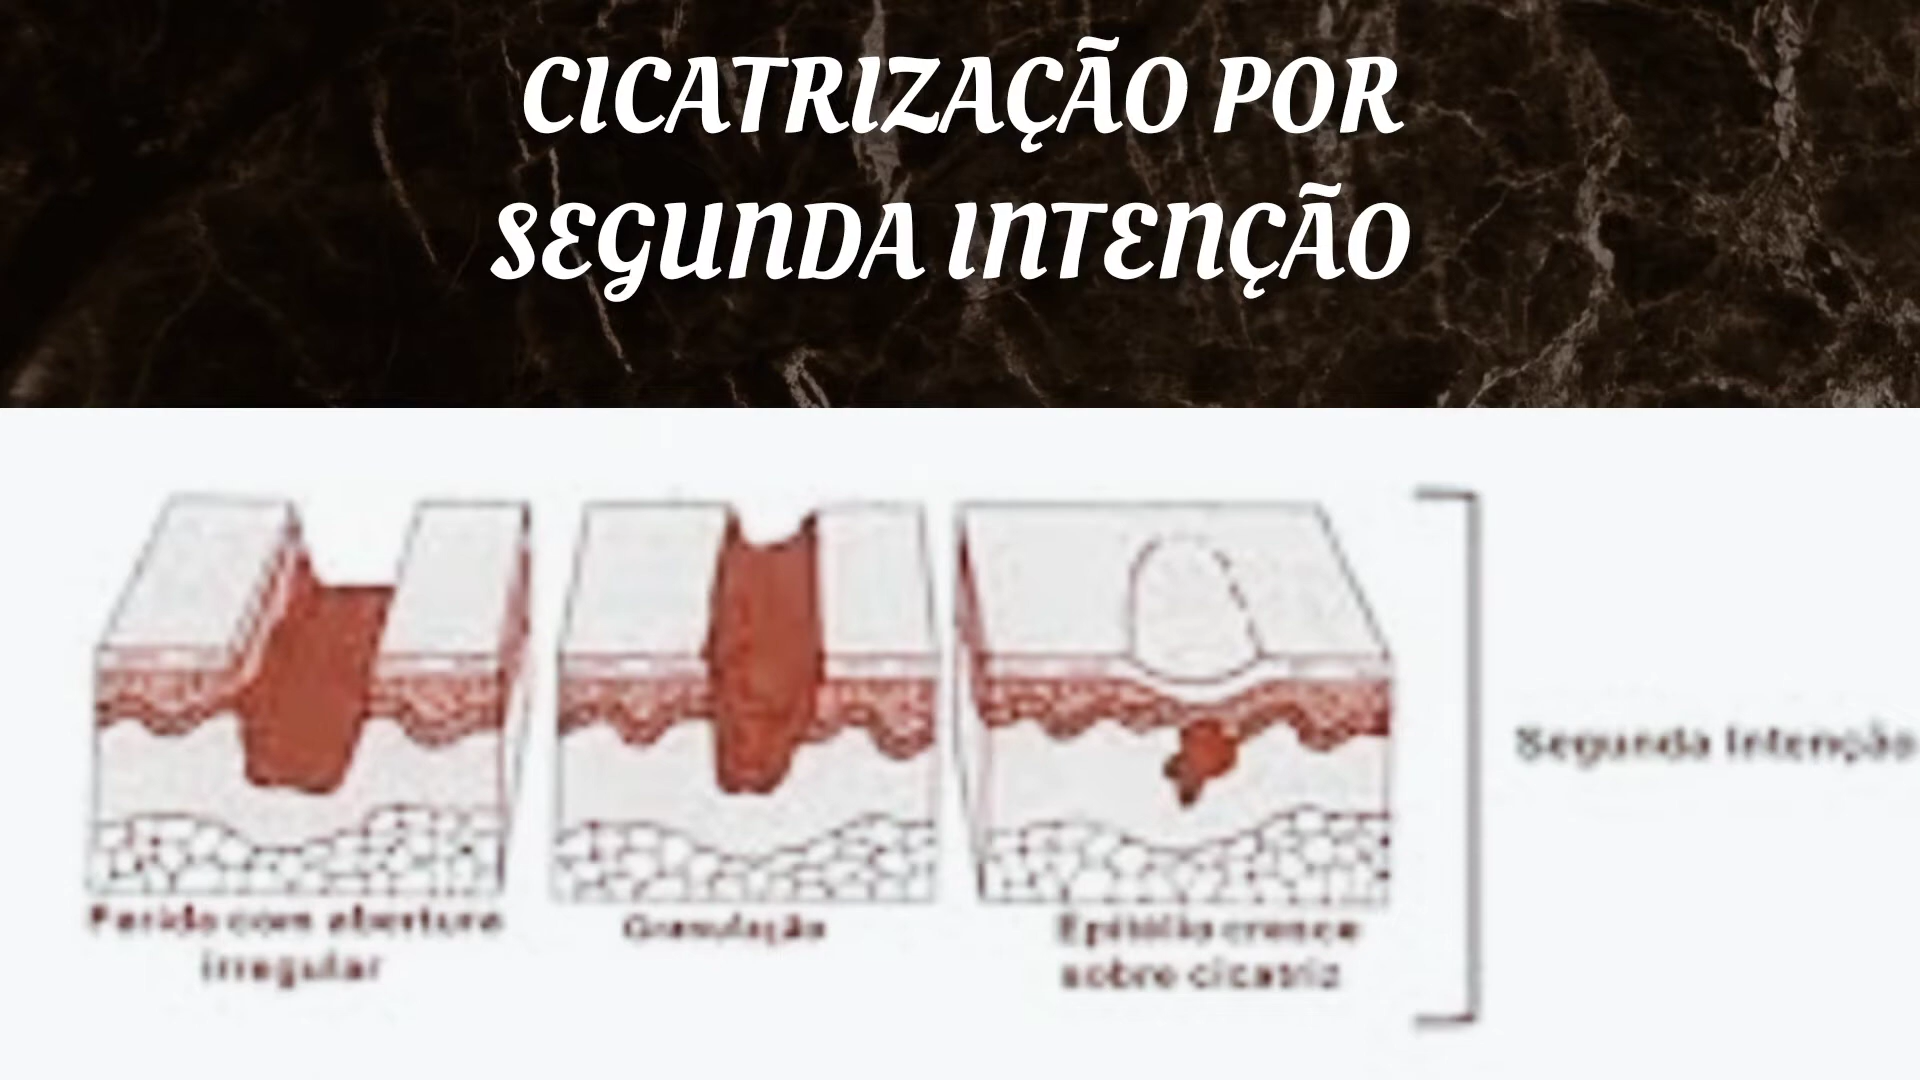 CICATRIZAÇÃO POR
SEGUNDA INTENÇÃO
Segunda Intenção
Ferida com abertura
irregular
Granulação
Epitélio cresce
sobre cicatriz